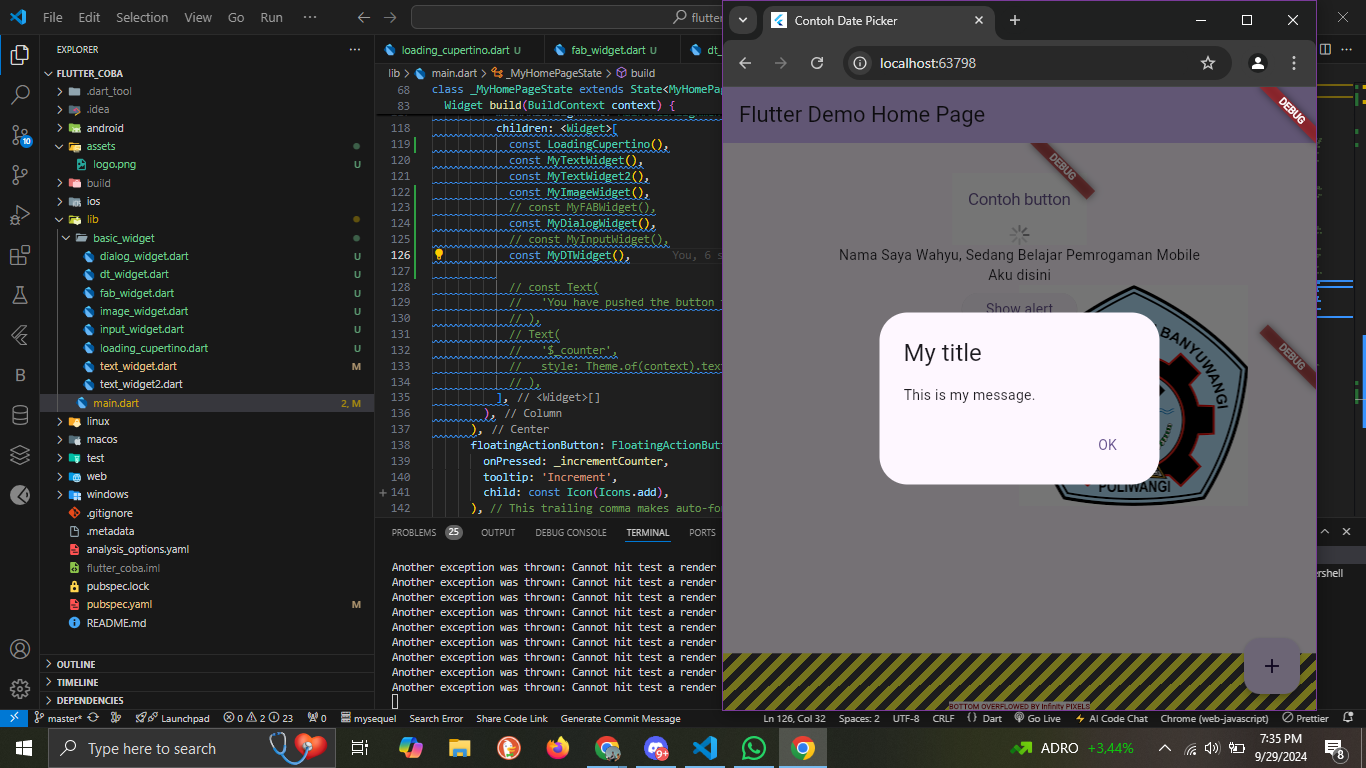 File Edit Selection View Go Run ···
flutter
Contoh Date Picker
localhost:63798
EXPLORER
FLUTTER_COBA
.dart_tool
.idea
android
assets
logo.png U
build
ios
lib
basic_widget
dialog_widget.dart U
dt_widget.dart U
fab_widget.dart U
image_widget.dart U
input_widget.dart U
loading_cupertino.dart U
text_widget.dart M
text_widget2.dart
main.dart 2, M
linux
macos
test
web
windows
.gitignore
.metadata
analysis_options.yaml
flutter_coba.iml
pubspec.lock
pubspec.yaml M
README.md
OUTLINE
TIMELINE
DEPENDENCIES
10
B
loading_cupertino.dart U fab_widget.dart U dt_
lib > main.dart > _MyHomePageState > build
68 class _MyHomePageState extends State<MyHomePa
83 Widget build(BuildContext context) {
118 children: <Widget>[
119 const LoadingCupertino(),
120 const MyTextWidget(),
121 const MyTextWidget2(),
122 const MyImageWidget(),
123 // const MyFABWidget(),
124 const MyDialogWidget(),
125 // const MyInputWidget(),
126 const MyDTWidget(), You, 6 s
127
128 // const Text(
129 // 'You have pushed the button
130 // ),
131 // Text(
132 // '$_counter',
133 // style: Theme.of(context).tex
134 // ),
135 ], // <Widget>[]
136 ), // Column
137 ), // Center
138 floatingActionButton: FloatingActionButt
139 onPressed: _incrementCounter,
140 tooltip: 'Increment',
141 child: const Icon(Icons.add),
142 ), // This trailing comma makes auto-fo
PROBLEMS 25 OUTPUT DEBUG CONSOLE TERMINAL PORTS
Another exception was thrown: Cannot hit test a render
Another exception was thrown: Cannot hit test a render
Another exception was thrown: Cannot hit test a render
Another exception was thrown: Cannot hit test a render
Another exception was thrown: Cannot hit test a render
Another exception was thrown: Cannot hit test a render
Another exception was thrown: Cannot hit test a render
Another exception was thrown: Cannot hit test a render
Another exception was thrown: Cannot hit test a render
ershell
Flutter Demo Home Page
DEBUG
DEBUG
Contoh button
Nama Saya Wahyu, Sedang Belajar Pemrogaman Mobile
Aku disini
Show alert
BANYUWANGI
DEBUG
My title
This is my message.
OK
POLIWANGI
+
BOTTOM OVERFLOWED BY Infinity PIXELS
master* Launchpad 0 2 23 0 mysequel Search Error Share Code Link Generate Commit Message Ln 126, Col 32 Spaces: 2 UTF-8 CRLF {} Dart Go Live AI Code Chat Chrome (web-javascript) Prettier
Type here to search
9+
ADRO +3,44%
7:35 PM
9/29/2024
8